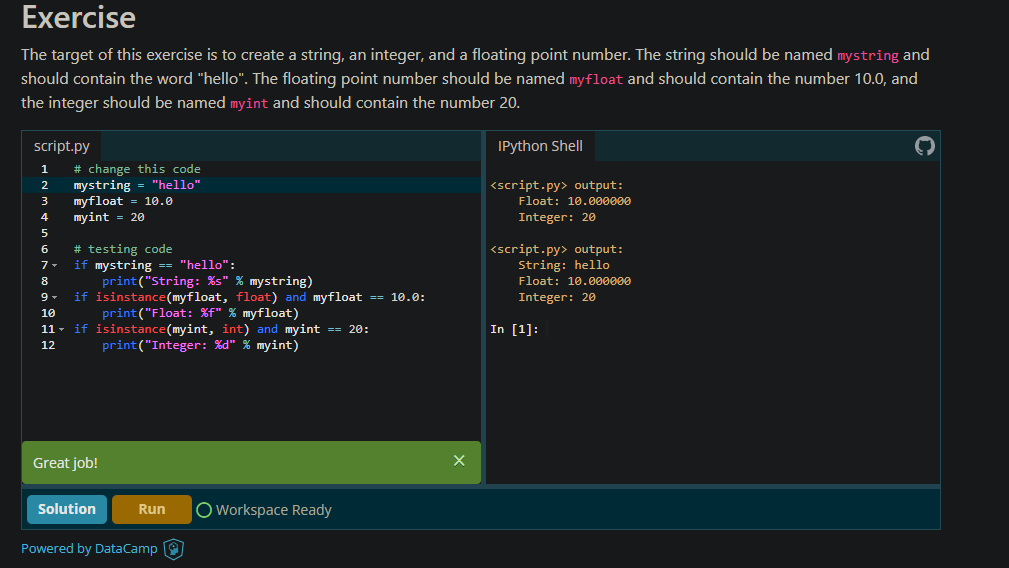 Exercise
The target of this exercise is to create a string, an integer, and a floating point number. The string should be named mystring and
should contain the word "hello". The floating point number should be named myfloat and should contain the number 10.0, and
the integer should be named myint and should contain the number 20.
script.py
1 # change this code
2 mystring = "hello"
3 myfloat = 10.0
4 myint = 20
5
6 # testing code
7 if mystring == "hello":
8     print("String: %s" % mystring)
9 if isinstance(myfloat, float) and myfloat == 10.0:
10     print("Float: %f" % myfloat)
11 if isinstance(myint, int) and myint == 20:
12     print("Integer: %d" % myint)
Great job!
IPython Shell
<script.py> output:
    Float: 10.000000
    Integer: 20
<script.py> output:
    String: hello
    Float: 10.000000
    Integer: 20
In [1]:
Solution
Run
Workspace Ready
Powered by DataCamp